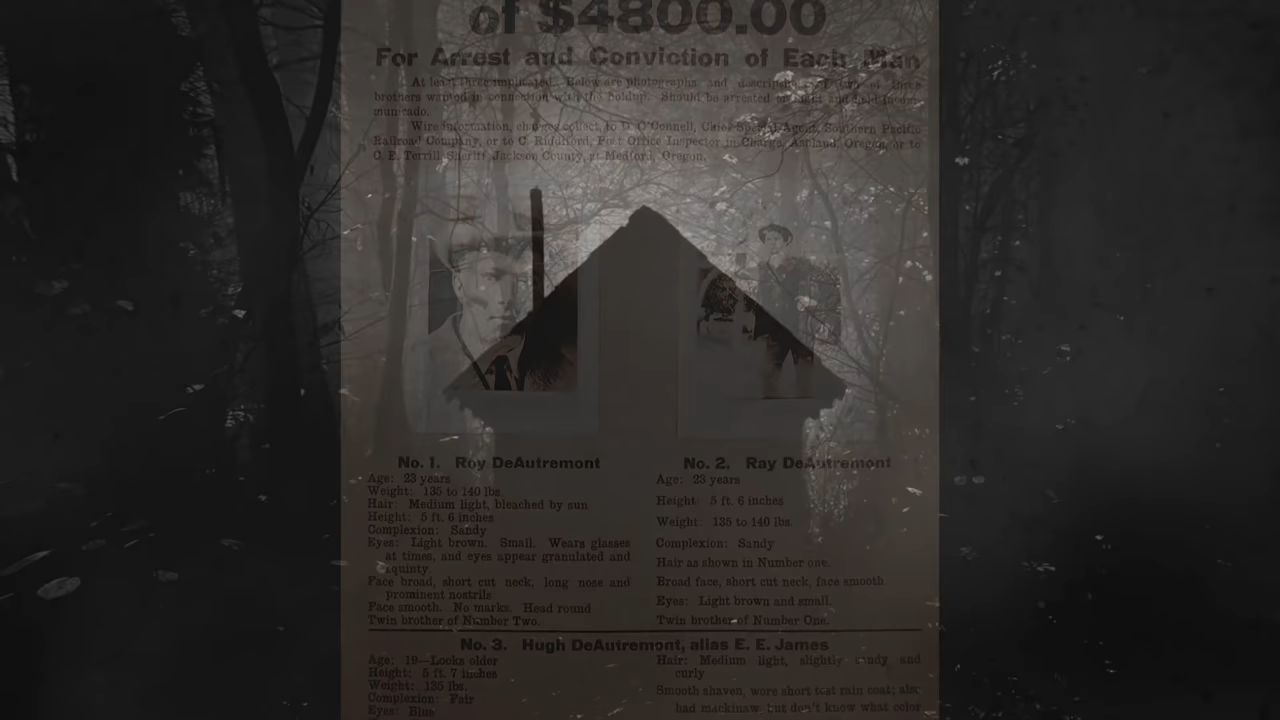 of $4800.00
For Arrest and Conviction of Each Man
At least three implicated. Below are photographs and descriptions of two of three
brothers wanted in connection with the holdup. Should be arrested on sight and held incom-
municado.
Wire information, charges collect, to D. O'Connell, Chief Special Agent, Southern Pacific
Railroad Company, or to C. Riddiford, Post Office Inspector in Charge, Ashland, Oregon, or to
C. E. Terrill, Sheriff Jackson County, at Medford, Oregon.
No. 1. Roy DeAutremont
Age: 23 years
Weight: 135 to 140 lbs.
Hair: Medium light, bleached by sun
Height: 5 ft. 6 inches
Complexion: Sandy
Eyes: Light brown. Small. Wears glasses
at times, and eyes appear granulated and
squinty.
Face broad, short cut neck, long nose and
prominent nostrils
Face smooth. No marks. Head round
Twin brother of Number Two.
No. 2. Ray DeAutremont
Age: 23 years
Height: 5 ft. 6 inches
Weight: 135 to 140 lbs.
Complexion: Sandy
Hair as shown in Number one.
Broad face, short cut neck, face smooth
Eyes: Light brown and small.
Twin brother of Number One.
No. 3. Hugh DeAutremont, alias E. E. James
Age: 19—Looks older
Height: 5 ft. 7 inches
Weight: 135 lbs.
Complexion: Fair
Eyes: Blue
Hair: Medium light, slightly sandy and
curly
Smooth shaven, wore short teat rain coat; also
had mackinaw but don't know what color